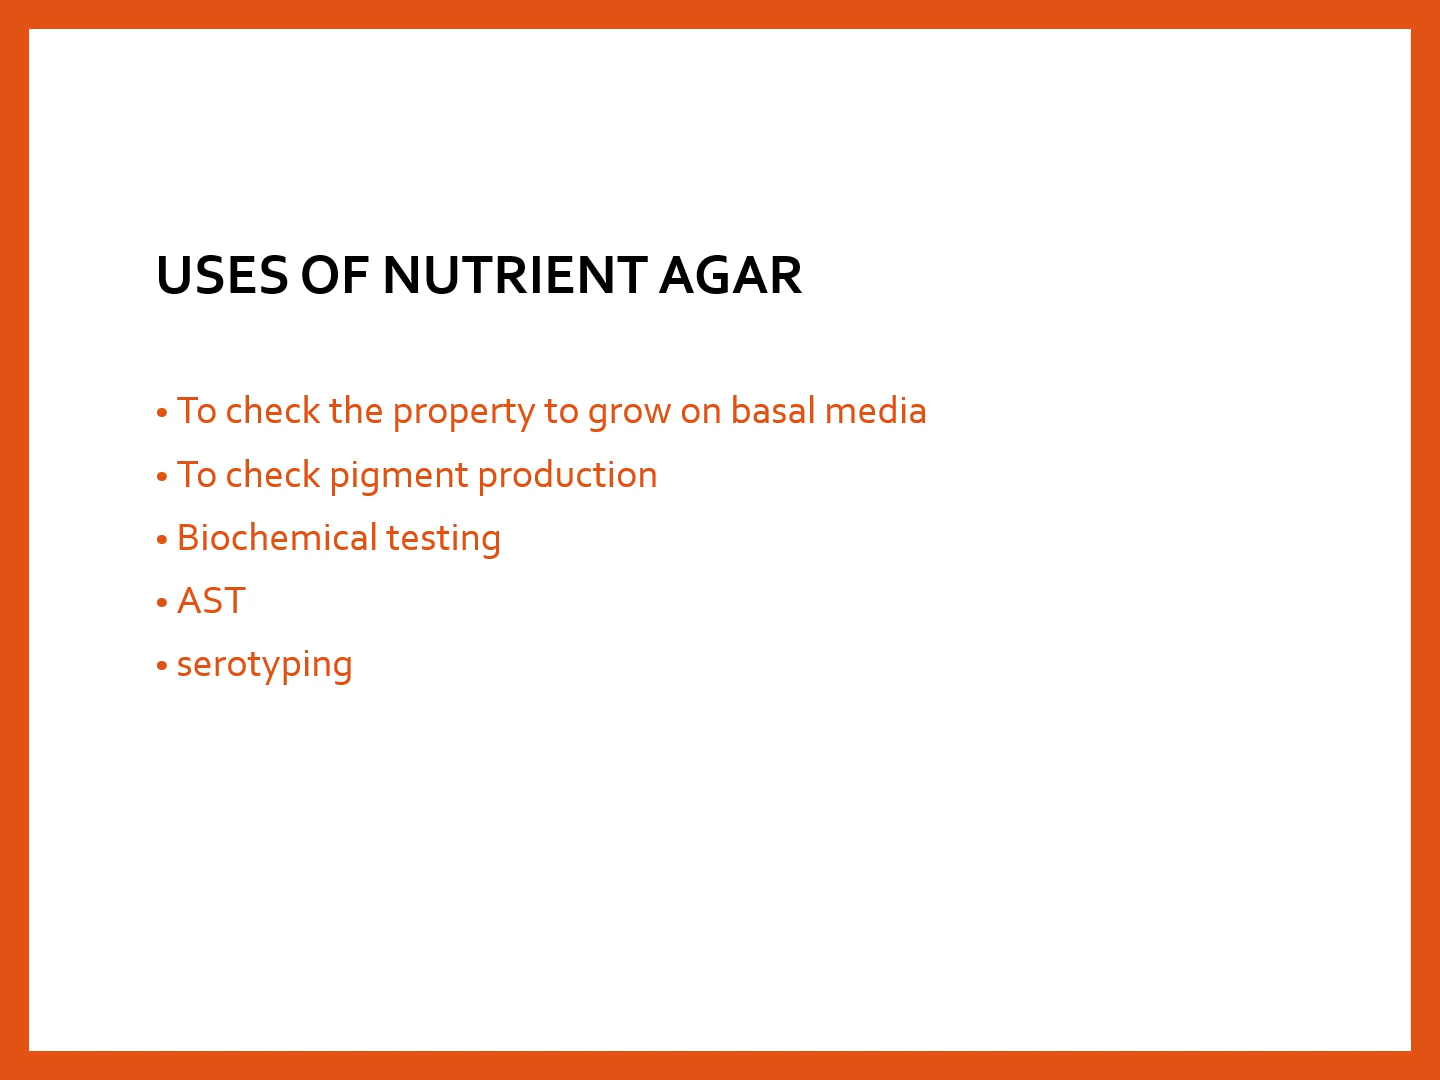 USES OF NUTRIENT AGAR
• To check the property to grow on basal media
• To check pigment production
• Biochemical testing
• AST
• serotyping